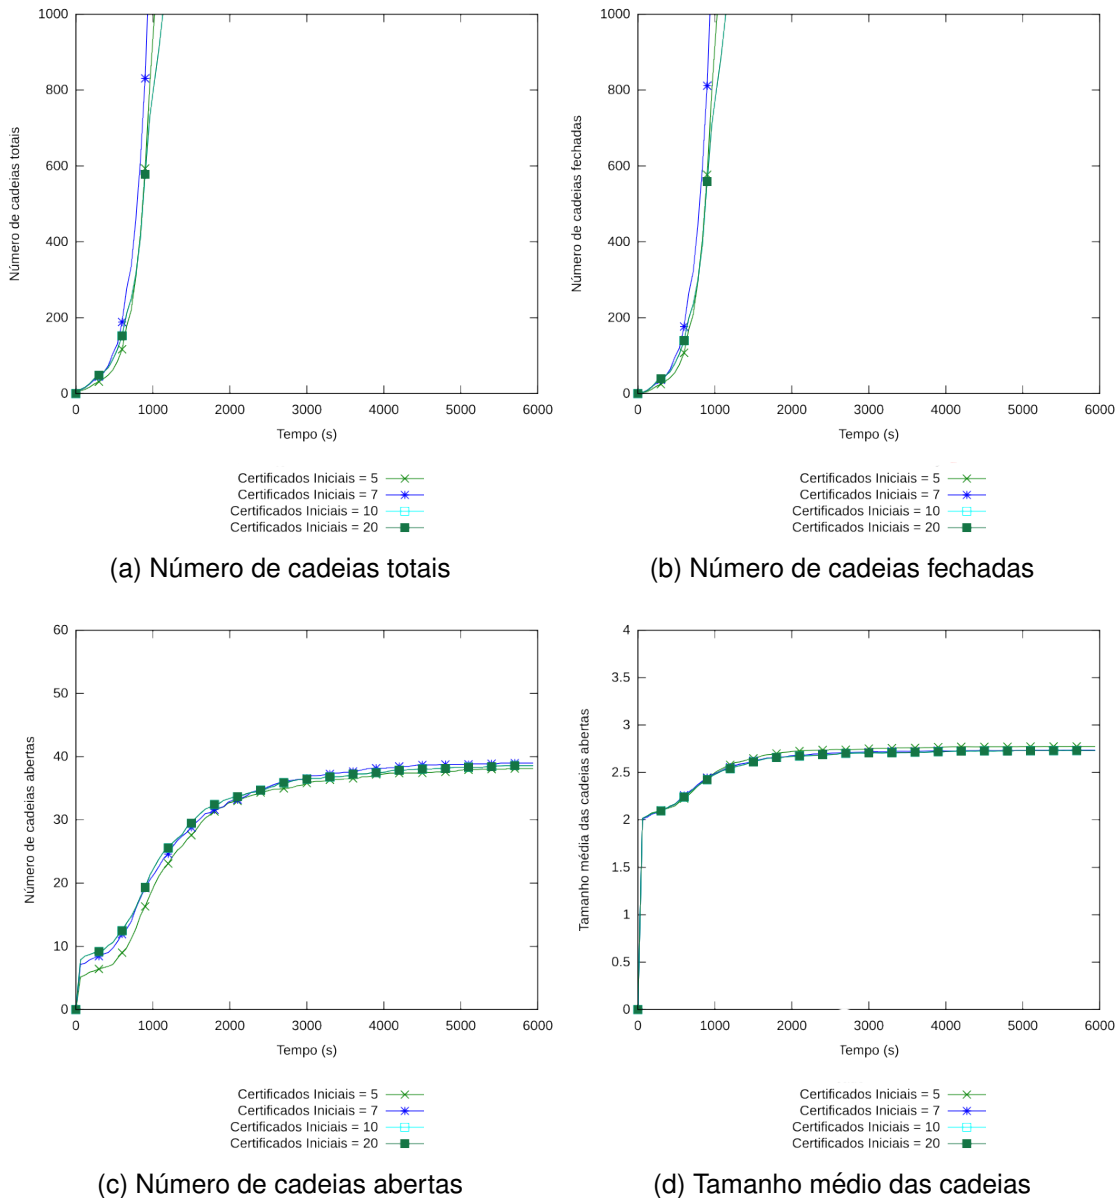 1000
800
600
400
200
0
Número de cadeias totais
0 1000 2000 3000 4000 5000 6000
Tempo (s)
Certificados Iniciais = 5
Certificados Iniciais = 7
Certificados Iniciais = 10
Certificados Iniciais = 20
(a) Número de cadeias totais
1000
800
600
400
200
0
Número de cadeias fechadas
0 1000 2000 3000 4000 5000 6000
Tempo (s)
Certificados Iniciais = 5
Certificados Iniciais = 7
Certificados Iniciais = 10
Certificados Iniciais = 20
(b) Número de cadeias fechadas
60
50
40
30
20
10
0
Número de cadeias abertas
0 1000 2000 3000 4000 5000 6000
Tempo (s)
Certificados Iniciais = 5
Certificados Iniciais = 7
Certificados Iniciais = 10
Certificados Iniciais = 20
(c) Número de cadeias abertas
4
3.5
3
2.5
2
1.5
1
0.5
0
Tamanho média das cadeias abertas
0 1000 2000 3000 4000 5000 6000
Tempo (s)
Certificados Iniciais = 5
Certificados Iniciais = 7
Certificados Iniciais = 10
Certificados Iniciais = 20
(d) Tamanho médio das cadeias